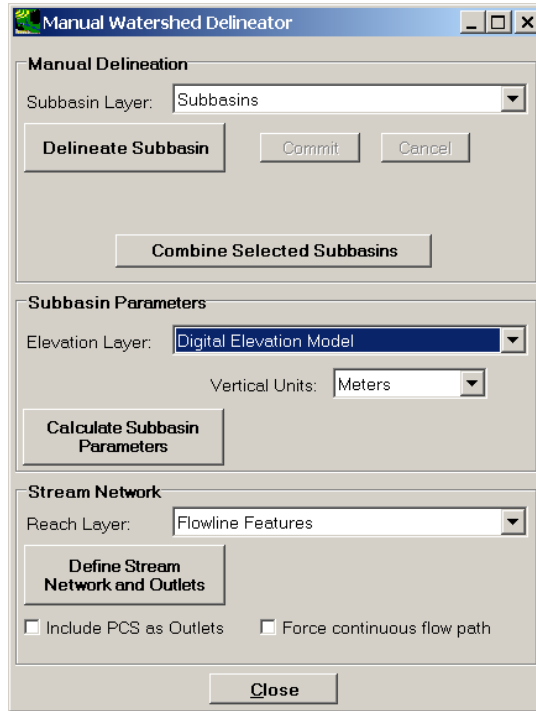 Manual Watershed Delineator
Manual Delineation
Subbasin Layer: Subbasins
Delineate Subbasin Commit Cancel
Combine Selected Subbasins
Subbasin Parameters
Elevation Layer: Digital Elevation Model
Vertical Units: Meters
Calculate Subbasin
Parameters
Stream Network
Reach Layer: Flowline Features
Define Stream
Network and Outlets
Include PCS as Outlets Force continuous flow path
Close